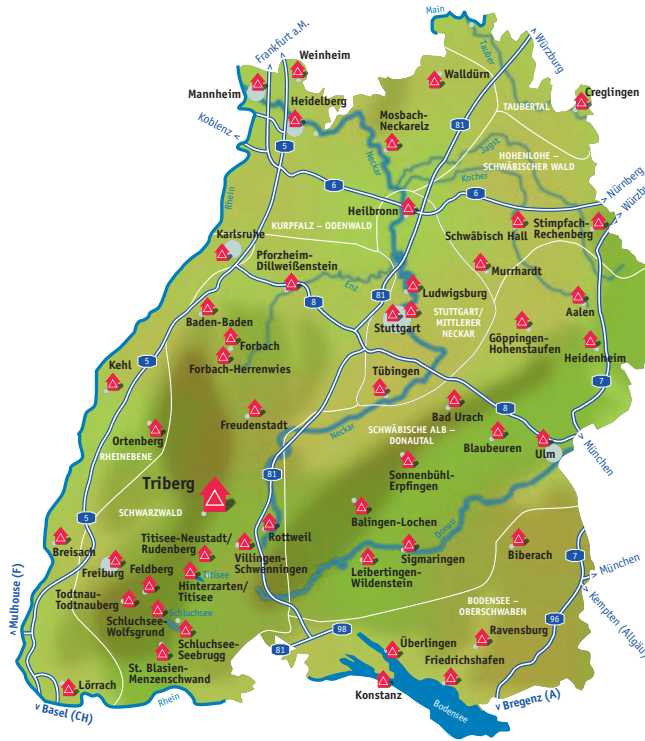 Main
Frankfurt a.M.
Weinheim
Tauber
Würzburg
Walldürn
Mannheim
Creglingen
Heidelberg
TAUBERTAL
Mosbach-
Neckarelz
81
Koblenz
5
Neckar
Jagst
HOHENLOHE –
SCHWÄBISCHER WALD
Kocher
6
6
Nürnberg
Rhein
Heilbronn
KURPFALZ – ODENWALD
Karlsruhe
Schwäbisch Hall
Stimpfach-
Rechenberg
Pforzheim-
Dillweißenstein
Murrhardt
Enz
81
Ludwigsburg
8
Baden-Baden
Stuttgart
STUTTGART/
MITTLERER
NECKAR
Aalen
Forbach
Göppingen-
Hohenstaufen
Forbach-Herrenwies
Heidenheim
5
Kehl
Tübingen
7
Bad Urach
8
Freudenstadt
Neckar
SCHWÄBISCHE ALB –
DONAUTAL
Ortenberg
Blaubeuren
Ulm
München
RHEINEBENE
Sonnenbühl-
Erpfingen
81
Triberg
SCHWARZWALD
Balingen-Lochen
Donau
5
Rottweil
Titisee-Neustadt/
Rudenberg
Breisach
Villingen-
Schwenningen
Sigmaringen
Biberach
7
Feldberg
Freiburg
Titisee
Hinterzarten/
Titisee
Leibertingen-
Wildenstein
München
Todtnau-
Todtnauberg
Schluchsee
BODENSEE –
OBERSCHWABEN
Kempten (Allgäu)
Mulhouse (F)
Schluchsee-
Wolfsgrund
96
98
Ravensburg
Schluchsee-
Seebrugg
81
Überlingen
St. Blasien-
Menzenschwand
Friedrichshafen
Lörrach
Konstanz
Rhein
Bodensee
Bregenz (A)
Basel (CH)